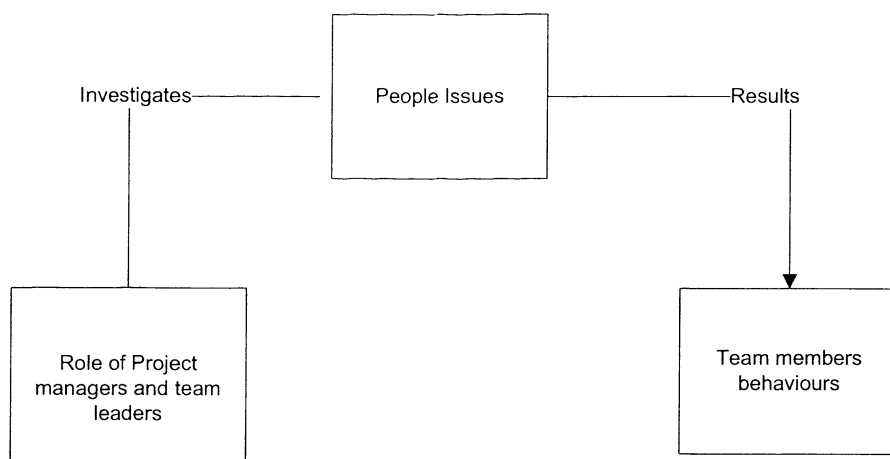 Investigates
People Issues
Results
Role of Project
managers and team
leaders
Team members
behaviours